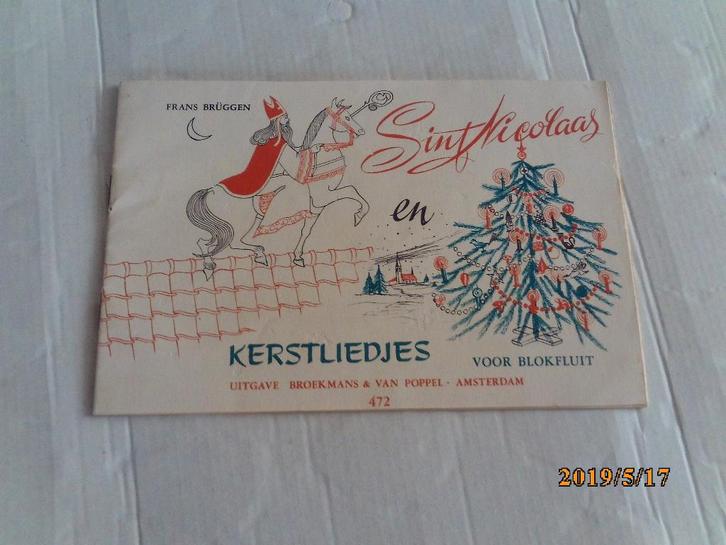 FRANS BRÜGGEN
Sint Nicolaas
en
KERSTLIEDJES
VOOR BLOKFLUIT
UITGAVE BROEKMANS & VAN POPPEL - AMSTERDAM
472
2019/5/17